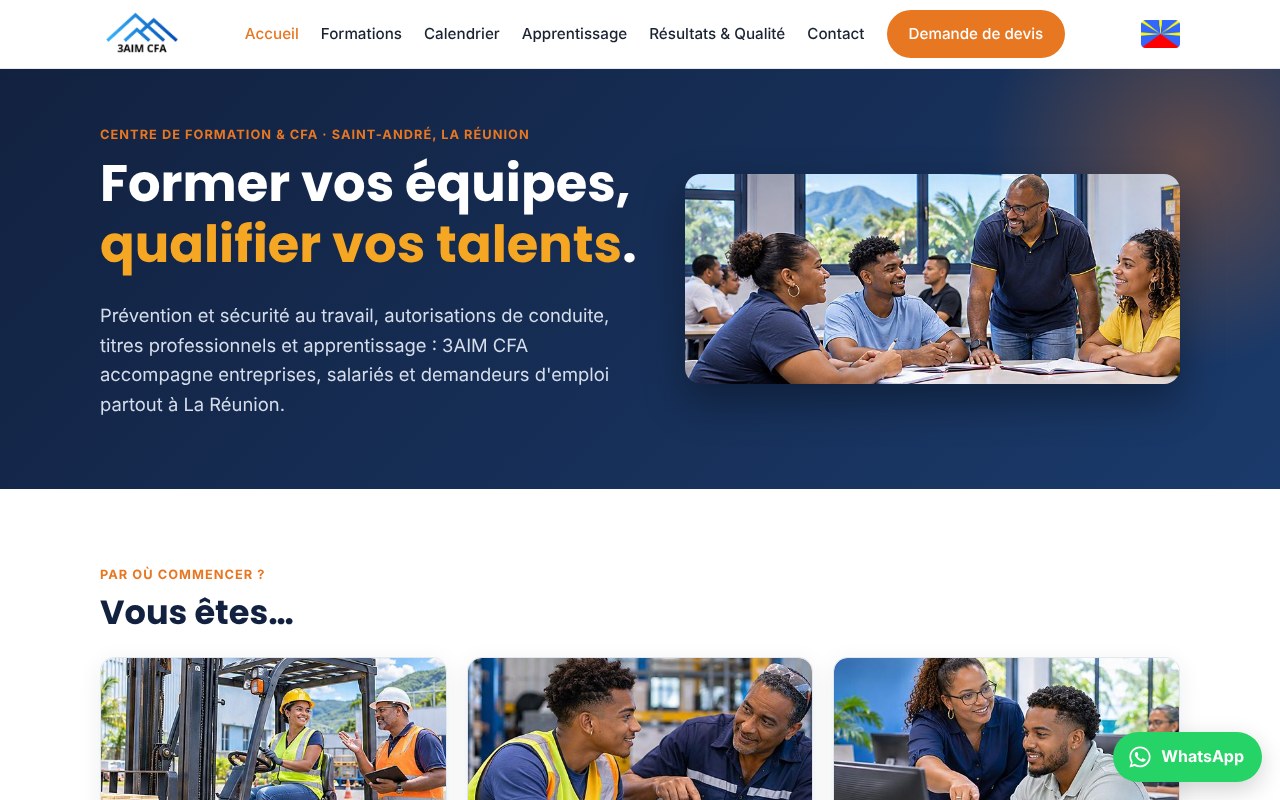 3AIM CFA
Accueil
Formations
Calendrier
Apprentissage
Résultats & Qualité
Contact
Demande de devis
CENTRE DE FORMATION & CFA · SAINT-ANDRÉ, LA RÉUNION
Former vos équipes,
qualifier vos talents.
Prévention et sécurité au travail, autorisations de conduite,
titres professionnels et apprentissage : 3AIM CFA
accompagne entreprises, salariés et demandeurs d'emploi
partout à La Réunion.
PAR OÙ COMMENCER ?
Vous êtes…
WhatsApp